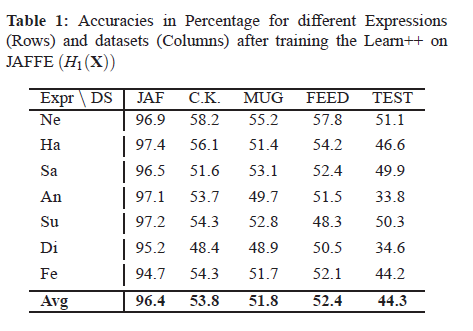 Table 1: Accuracies in Percentage for different Expressions
(Rows) and datasets (Columns) after training the Learn++ on
JAFFE (H₁(X))
Expr \ DS JAF C.K. MUG FEED TEST
Ne 96.9 58.2 55.2 57.8 51.1
Ha 97.4 56.1 51.4 54.2 46.6
Sa 96.5 51.6 53.1 52.4 49.9
An 97.1 53.7 49.7 51.5 33.8
Su 97.2 54.3 52.8 48.3 50.3
Di 95.2 48.4 48.9 50.5 34.6
Fe 94.7 54.3 51.7 52.1 44.2
Avg 96.4 53.8 51.8 52.4 44.3